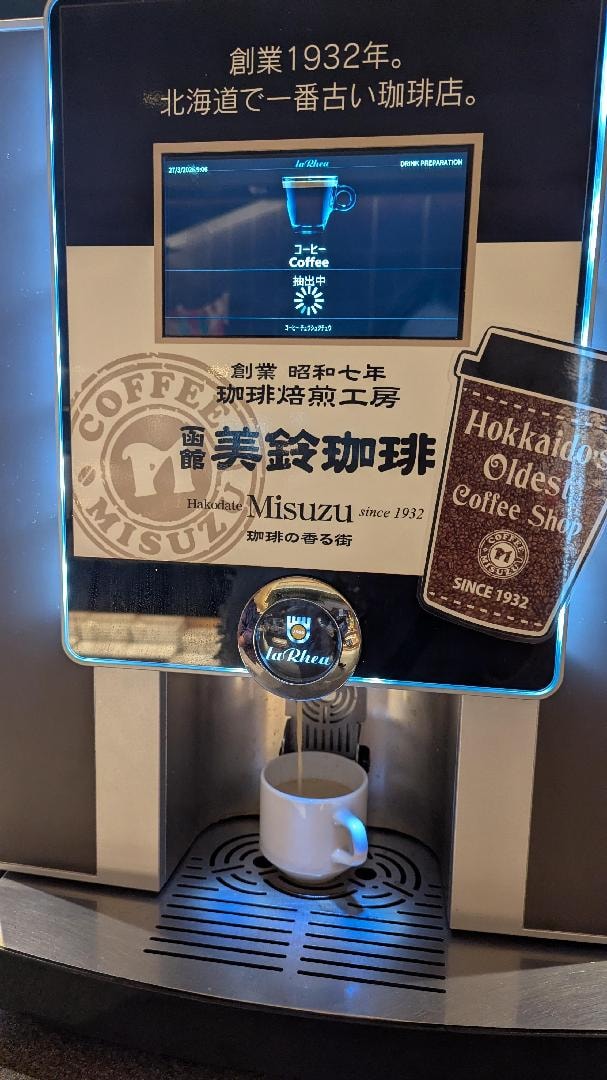 創業1932年。
北海道で一番古い珈琲店。
laRhea
DRINK PREPARATION
コーヒー
Coffee
抽出中
創業 昭和七年
珈琲焙煎工房
函館 美鈴珈琲
Hakodate Misuzu since 1932
珈琲の香る街
COFFEE
M
MISUZU
Hokkaido's
Oldest
Coffee Shop
COFFEE
M
MISUZU
SINCE 1932
laRhea